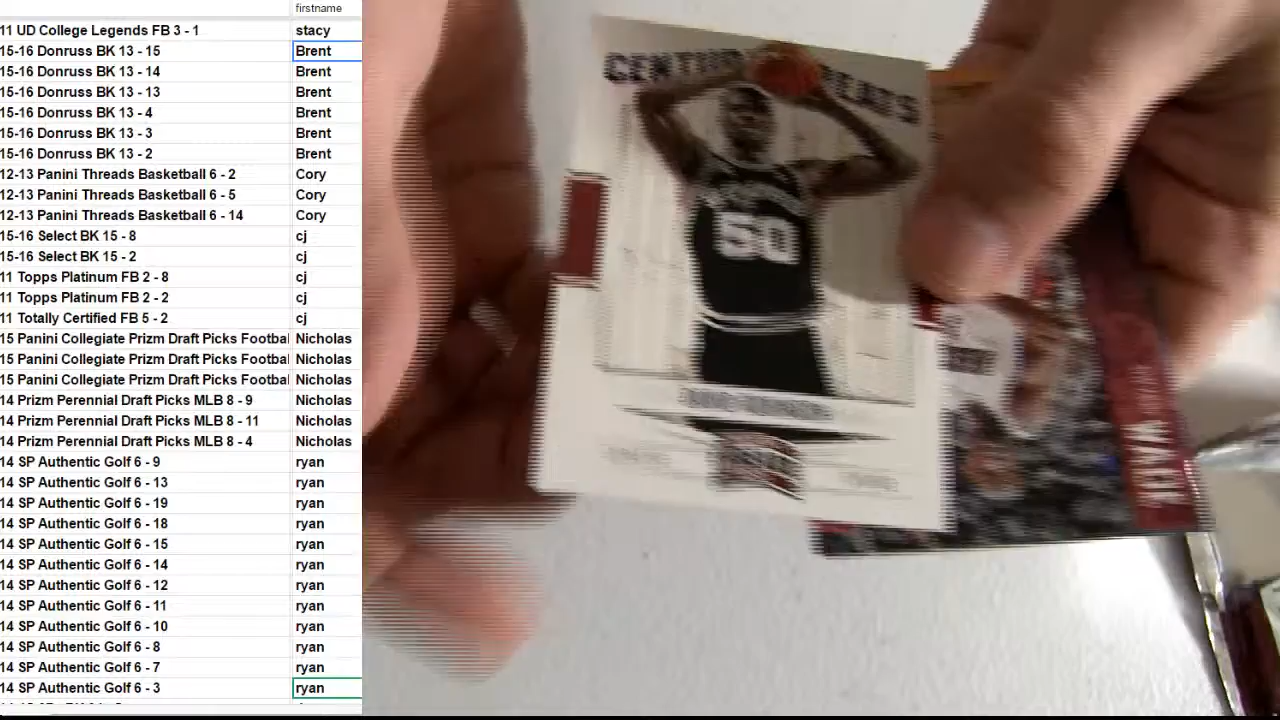 firstname
11 UD College Legends FB 3 - 1 stacy
15-16 Donruss BK 13 - 15 Brent
15-16 Donruss BK 13 - 14 Brent
15-16 Donruss BK 13 - 13 Brent
15-16 Donruss BK 13 - 4 Brent
15-16 Donruss BK 13 - 3 Brent
15-16 Donruss BK 13 - 2 Brent
12-13 Panini Threads Basketball 6 - 2 Cory
12-13 Panini Threads Basketball 6 - 5 Cory
12-13 Panini Threads Basketball 6 - 14 Cory
15-16 Select BK 15 - 8 cj
15-16 Select BK 15 - 2 cj
11 Topps Platinum FB 2 - 8 cj
11 Topps Platinum FB 2 - 2 cj
11 Totally Certified FB 5 - 2 cj
15 Panini Collegiate Prizm Draft Picks Footbal Nicholas
15 Panini Collegiate Prizm Draft Picks Footbal Nicholas
15 Panini Collegiate Prizm Draft Picks Footbal Nicholas
14 Prizm Perennial Draft Picks MLB 8 - 9 Nicholas
14 Prizm Perennial Draft Picks MLB 8 - 11 Nicholas
14 Prizm Perennial Draft Picks MLB 8 - 4 Nicholas
14 SP Authentic Golf 6 - 9 ryan
14 SP Authentic Golf 6 - 13 ryan
14 SP Authentic Golf 6 - 19 ryan
14 SP Authentic Golf 6 - 18 ryan
14 SP Authentic Golf 6 - 15 ryan
14 SP Authentic Golf 6 - 14 ryan
14 SP Authentic Golf 6 - 12 ryan
14 SP Authentic Golf 6 - 11 ryan
14 SP Authentic Golf 6 - 10 ryan
14 SP Authentic Golf 6 - 8 ryan
14 SP Authentic Golf 6 - 7 ryan
14 SP Authentic Golf 6 - 3 ryan
50